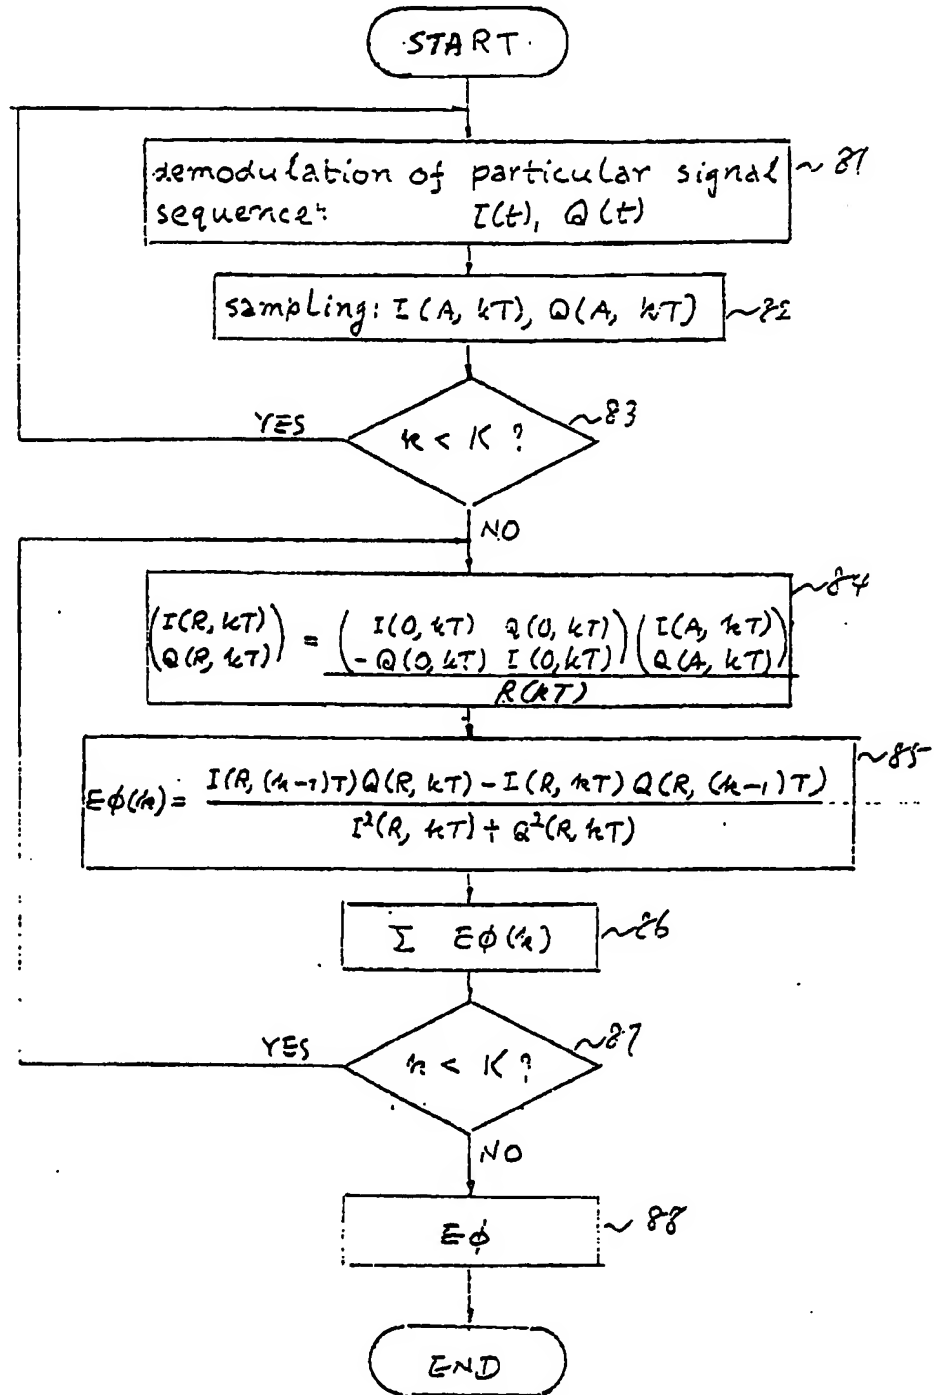 START
demodulation of particular signal
sequence: I(t), Q(t)
81
sampling: I(A, kT), Q(A, kT)
82
k < K ?
83
YES
NO
84
(I(R, kT)) = (I(0, kT) Q(0, kT)) (I(A, kT))
(Q(R, kT)) (-Q(0, kT) I(0, kT)) (Q(A, kT))
R(kT)
85
I(R, (k-1)T) Q(R, kT) - I(R, kT) Q(R, (k-1)T)
Eϕ(k) =
I²(R, kT) + Q²(R, kT)
Σ Eϕ(k)
86
k < K ?
87
YES
NO
Eϕ
88
END